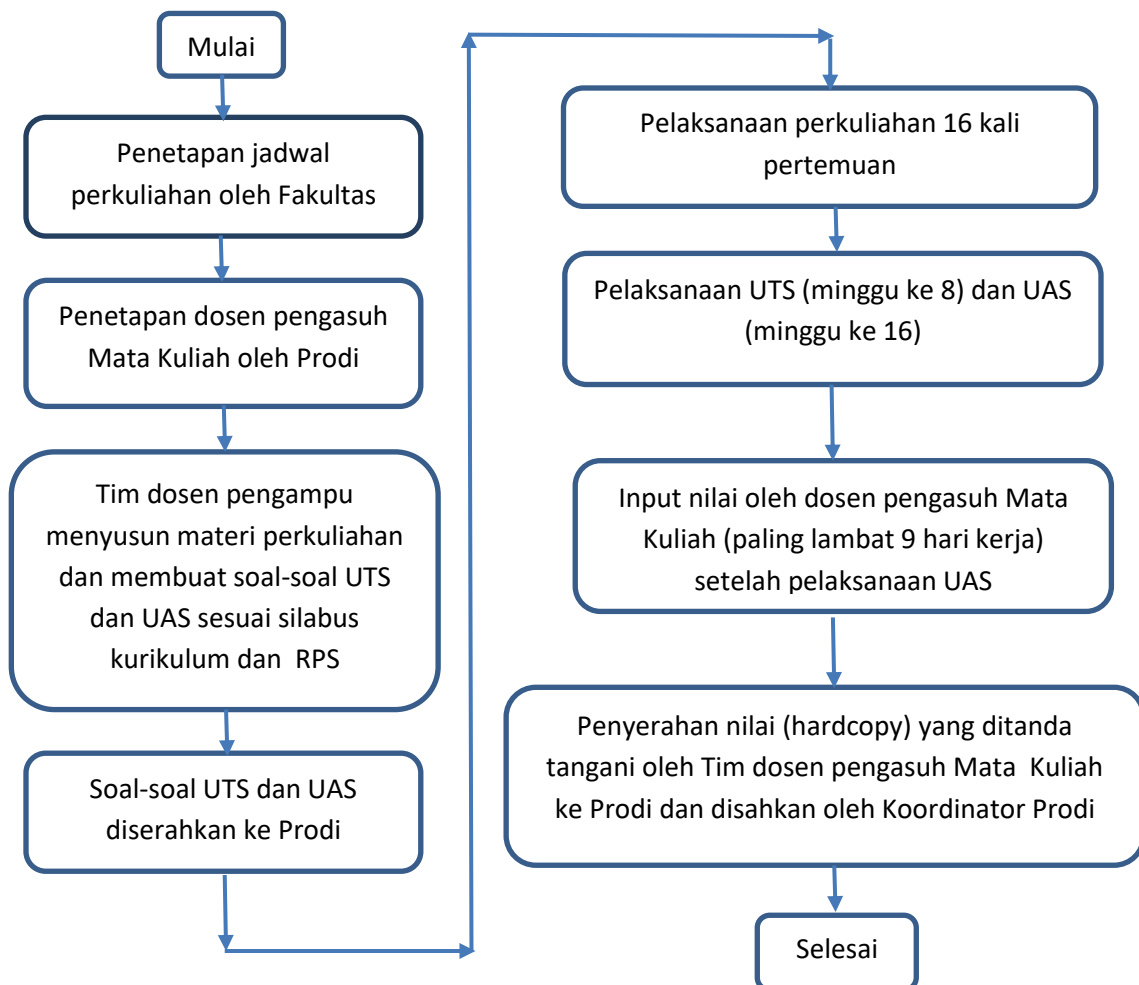 Mulai
Penetapan jadwal
perkuliahan oleh Fakultas
Penetapan dosen pengasuh
Mata Kuliah oleh Prodi
Tim dosen pengampu
menyusun materi perkuliahan
dan membuat soal-soal UTS
dan UAS sesuai silabus
kurikulum dan RPS
Soal-soal UTS dan UAS
diserahkan ke Prodi
Pelaksanaan perkuliahan 16 kali
pertemuan
Pelaksanaan UTS (minggu ke 8) dan UAS
(minggu ke 16)
Input nilai oleh dosen pengasuh Mata
Kuliah (paling lambat 9 hari kerja)
setelah pelaksanaan UAS
Penyerahan nilai (hardcopy) yang ditanda
tangani oleh Tim dosen pengasuh Mata Kuliah
ke Prodi dan disahkan oleh Koordinator Prodi
Selesai